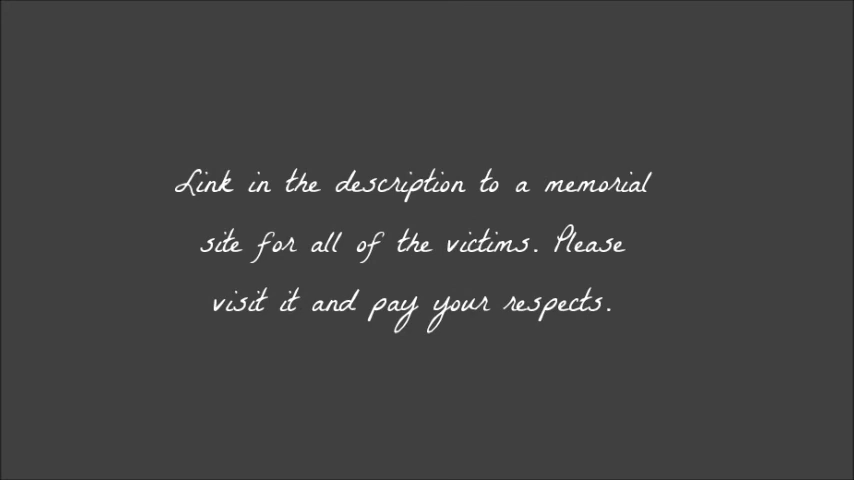 Link in the description to a memorial
site for all of the victims. Please
visit it and pay your respects.